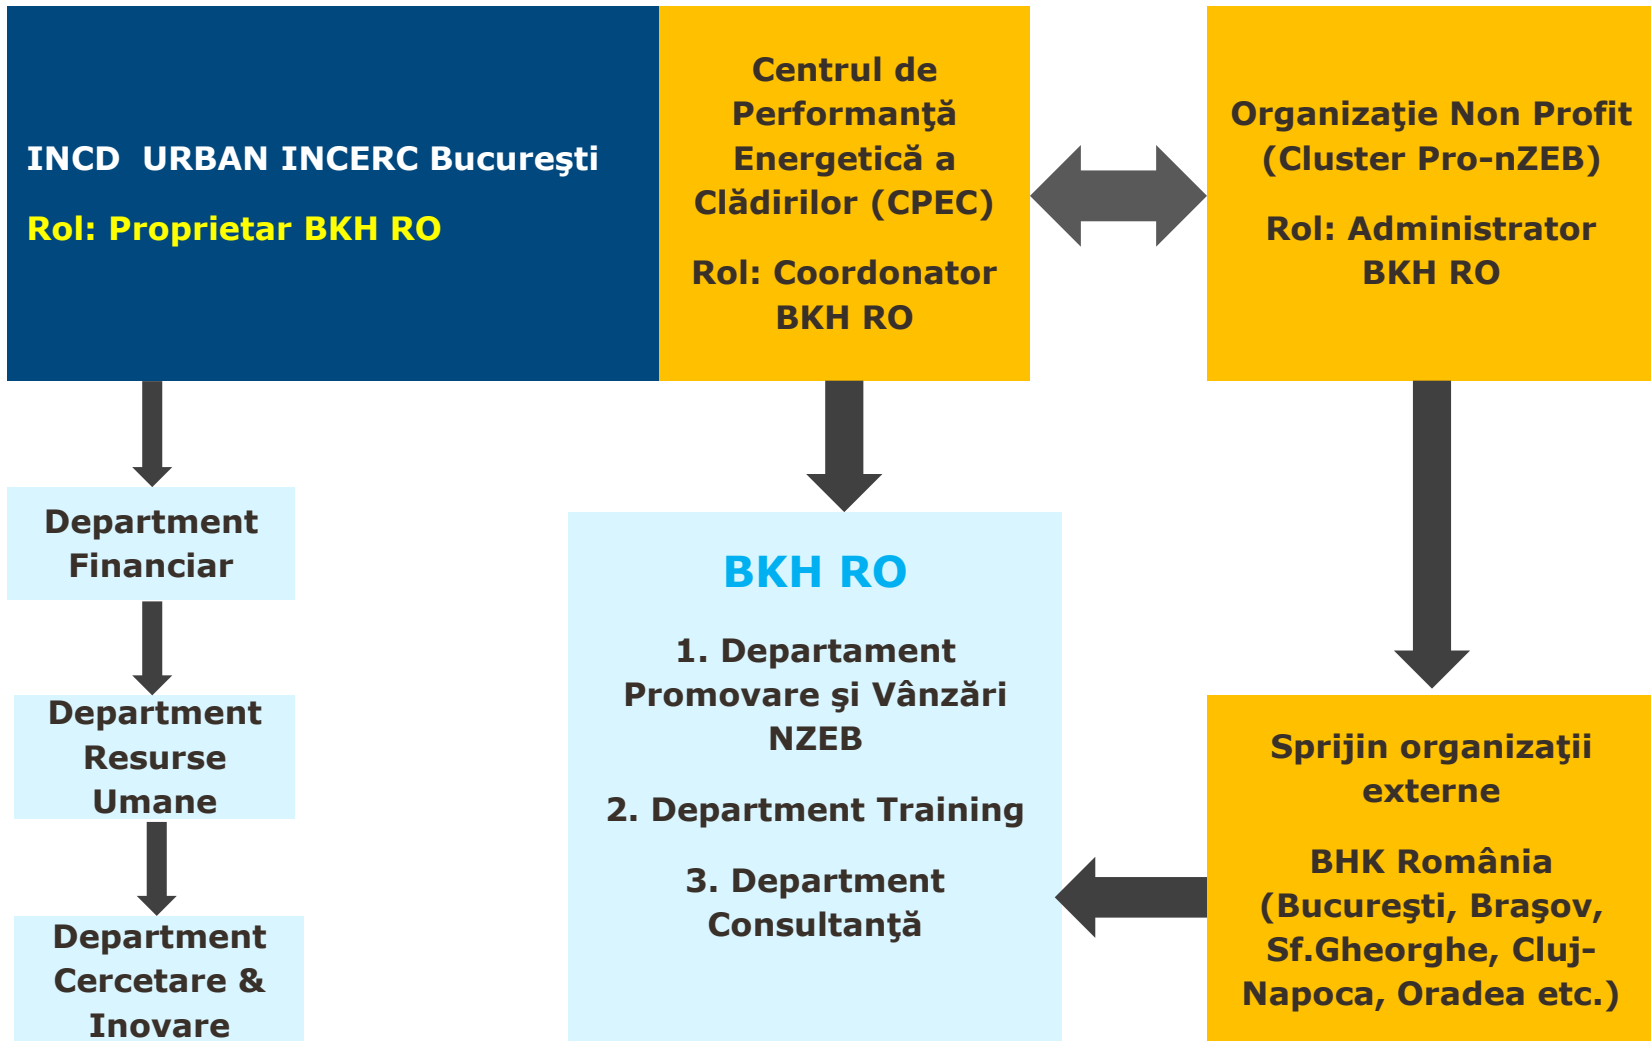 INCD URBAN INCERC Bucureşti
Rol: Proprietar BKH RO
Centrul de
Performanţă
Energetică a
Clădirilor (CPEC)
Rol: Coordonator
BKH RO
Organizaţie Non Profit
(Cluster Pro-nZEB)
Rol: Administrator
BKH RO
Department
Financiar
Department
Resurse
Umane
Department
Cercetare &
Inovare
BKH RO
1. Departament
Promovare şi Vânzări
NZEB
2. Department Training
3. Department
Consultanţă
Sprijin organizaţii
externe
BHK România
(Bucureşti, Braşov,
Sf.Gheorghe, Cluj-
Napoca, Oradea etc.)